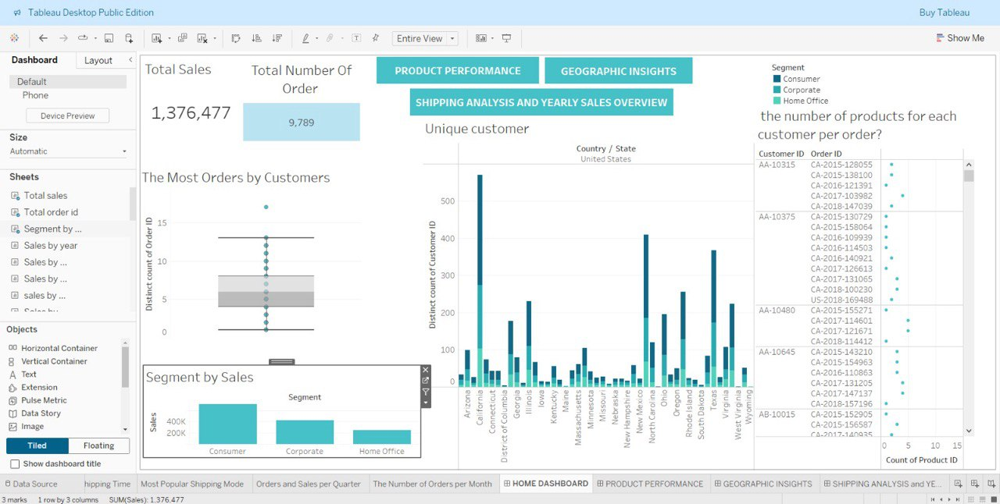 Tableau Desktop Public Edition
Buy Tableau
Entire View
Show Me
Dashboard
Layout
Default
Phone
Device Preview
Size
Automatic
Sheets
Total sales
Total order id
Segment by ...
Sales by year
Sales by ...
Sales by ...
sales by ...
Objects
Horizontal Container
Vertical Container
Text
Extension
Pulse Metric
Data Story
Image
Tiled
Floating
Show dashboard title
Total Sales
1,376,477
Total Number Of
Order
9,789
PRODUCT PERFORMANCE
GEOGRAPHIC INSIGHTS
SHIPPING ANALYSIS AND YEARLY SALES OVERVIEW
The Most Orders by Customers
Distinct count of Order ID
15
10
5
Segment by Sales
Segment
400K
200K
Consumer
Corporate
Home Office
Unique customer
Country / State
United States
Distinct count of Customer ID
500
400
300
200
100
0
Arizona
California
Connecticut
District of Columbia
Georgia
Illinois
Iowa
Kentucky
Maine
Massachusetts
Minnesota
Missouri
Nebraska
New Hampshire
New Mexico
North Carolina
Ohio
Oregon
Rhode Island
South Dakota
Texas
Virginia
West Virginia
Wyoming
Segment
Consumer
Corporate
Home Office
the number of products for each
customer per order?
Customer ID Order ID
AA-10315 CA-2015-128055
CA-2015-138100
CA-2016-121391
CA-2017-103982
CA-2018-147039
AA-10375 CA-2015-130729
CA-2015-158064
CA-2016-109939
CA-2016-114503
CA-2016-140921
CA-2017-126613
CA-2017-131065
CA-2018-100230
US-2018-169488
AA-10480 CA-2015-155271
CA-2017-114601
CA-2017-121671
CA-2018-114412
AA-10645 CA-2015-143210
CA-2015-154963
CA-2016-110863
CA-2017-131247
CA-2017-147137
CA-2018-157196
AB-10015 CA-2015-152905
CA-2015-156587
CA-2017-140935
0 5 10 15
Count of Product ID
Data Source
hipping Time
Most Popular Shipping Mode
Orders and Sales per Quarter
The Number of Orders per Month
HOME DASHBOARD
PRODUCT PERFORMANCE
GEOGRAPHIC INSIGHTS
SHIPPING ANALYSIS and YE...
3 marks 1 row by 3 columns SUM(Sales): 1,376,477